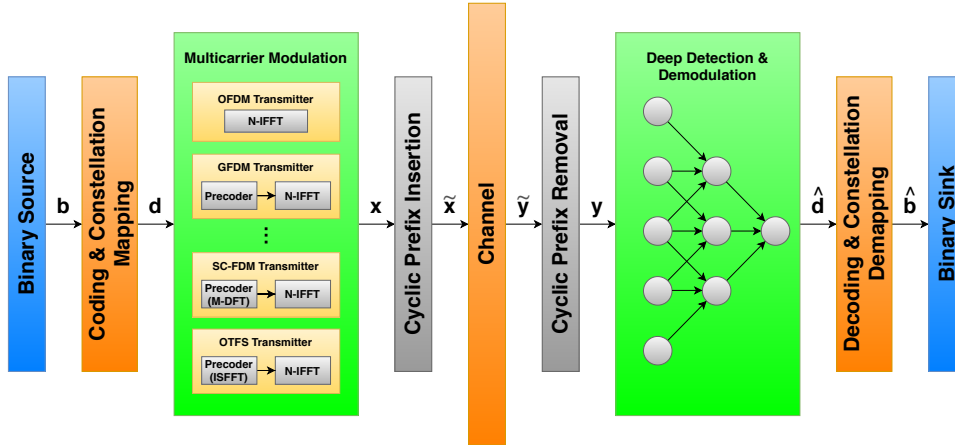 Binary Source
b
Coding & Constellation
Mapping
d
Multicarrier Modulation
OFDM Transmitter
N-IFFT
GFDM Transmitter
Precoder
N-IFFT
SC-FDM Transmitter
Precoder
(M-DFT)
N-IFFT
OTFS Transmitter
Precoder
(ISFFT)
N-IFFT
x
Cyclic Prefix Insertion
x̃
Channel
ỹ
Cyclic Prefix Removal
y
Deep Detection &
Demodulation
d̂
Decoding & Constellation
Demapping
b̂
Binary Sink